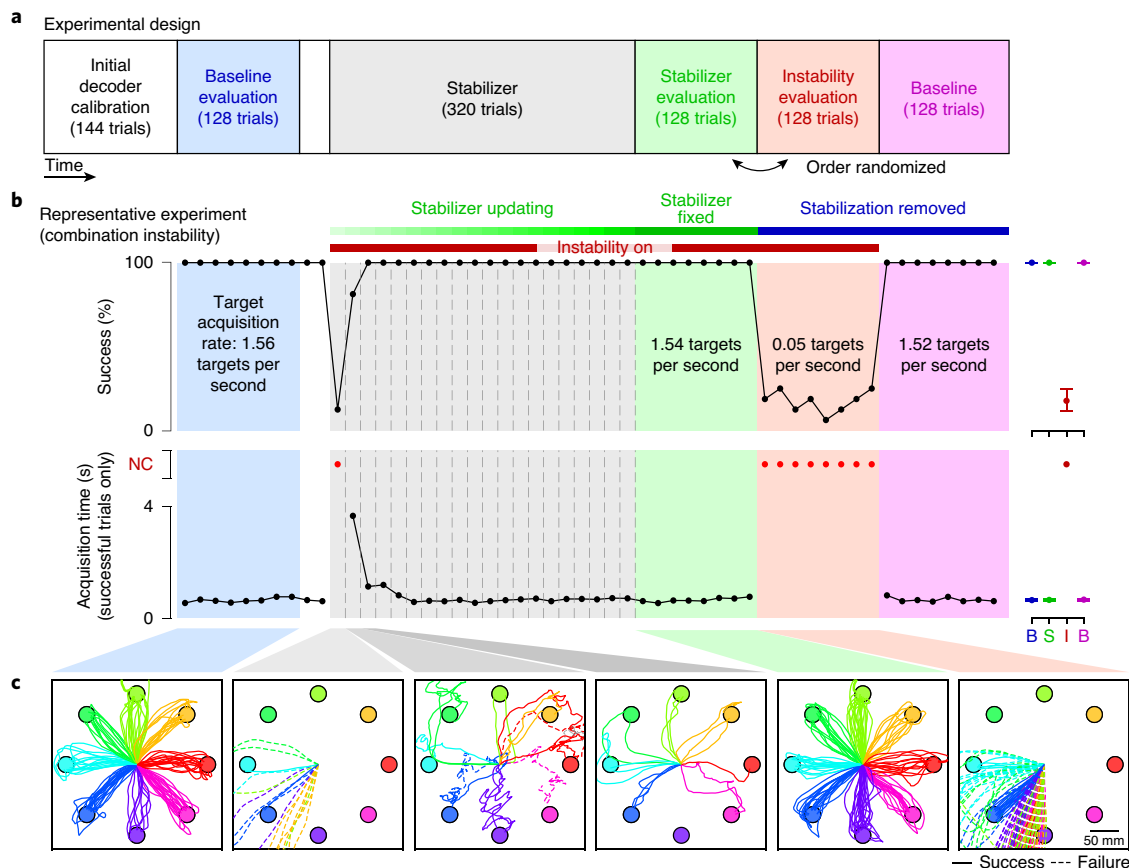 a
Experimental design
Initial
decoder
calibration
(144 trials)
Baseline
evaluation
(128 trials)
Stabilizer
(320 trials)
Stabilizer
evaluation
(128 trials)
Instability
evaluation
(128 trials)
Baseline
(128 trials)
Time
Order randomized
b
Representative experiment
(combination instability)
Stabilizer updating
Stabilizer
fixed
Stabilization removed
Instability on
100
Success (%)
0
Target
acquisition
rate: 1.56
targets per
second
1.54 targets
per second
0.05 targets
per second
1.52 targets
per second
NC
4
Acquisition time (s)
(successful trials only)
0
B S I B
c
50 mm
Success Failure